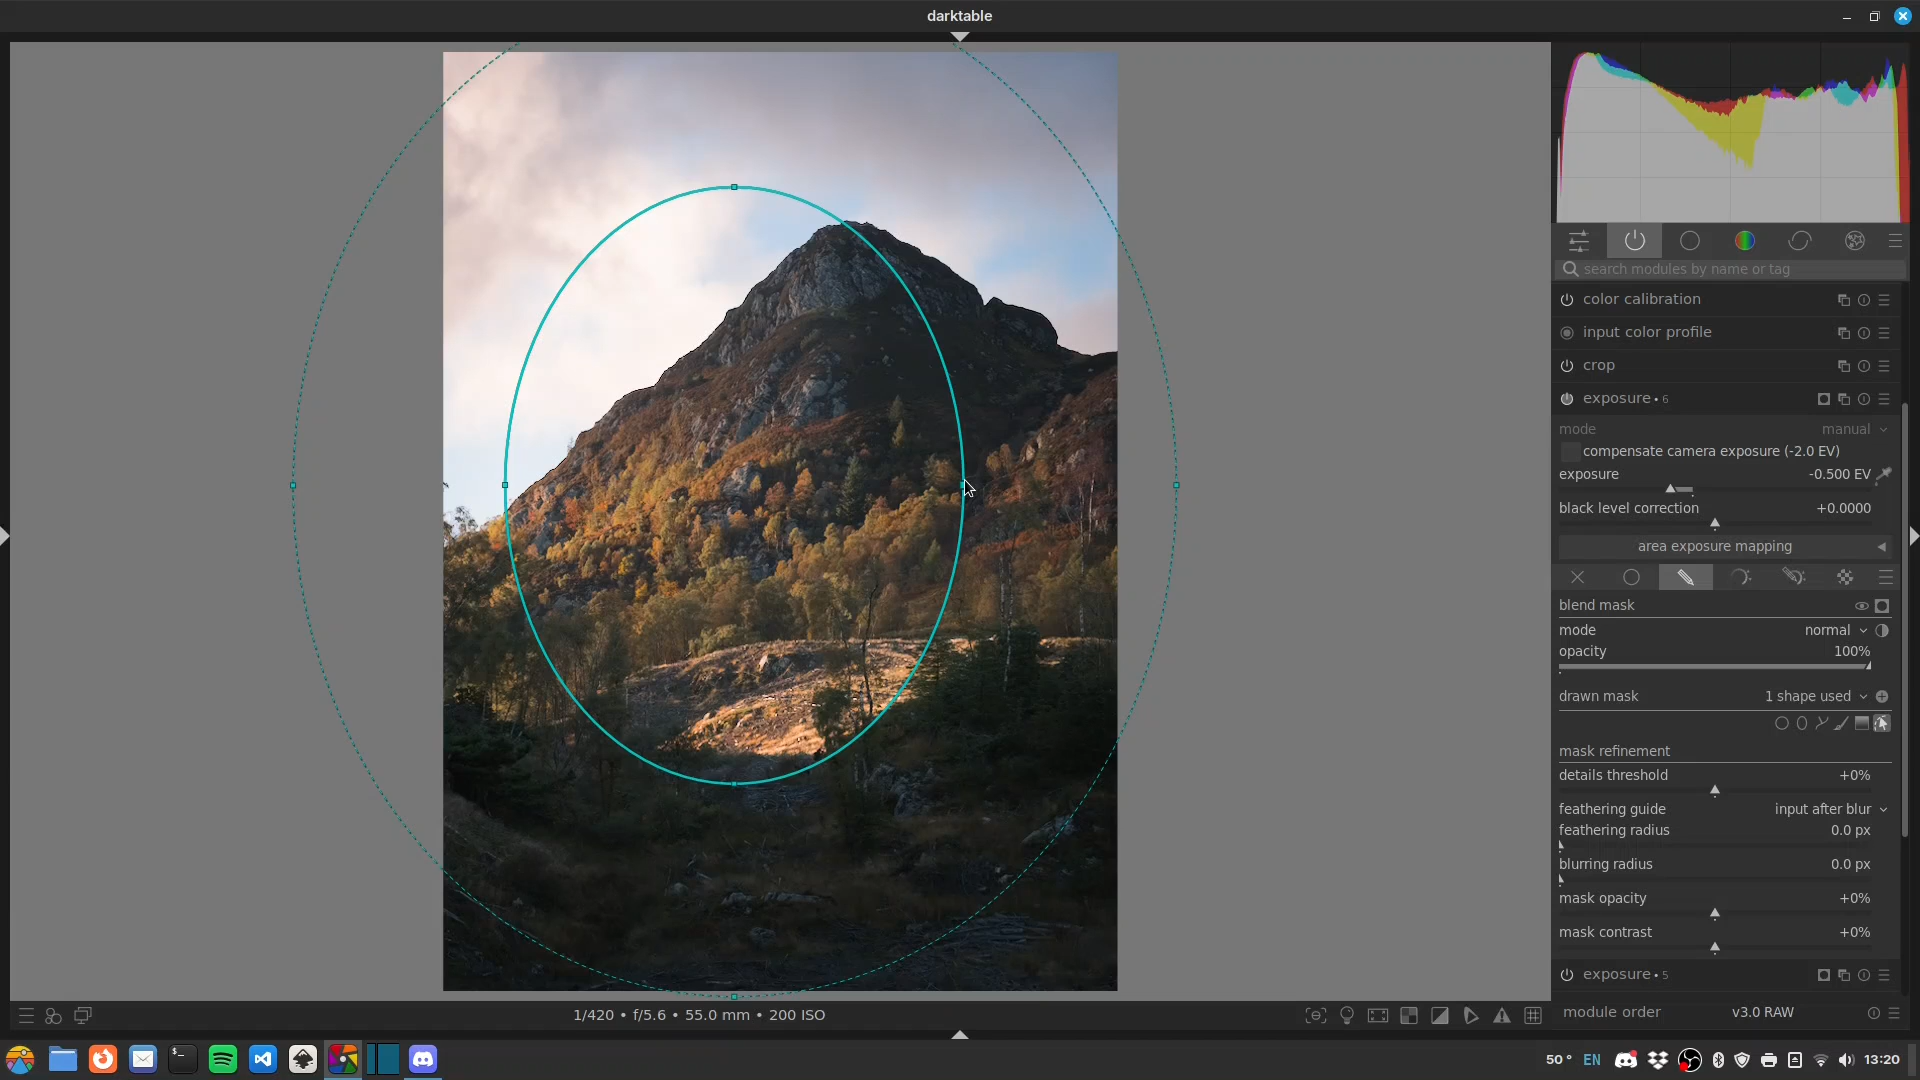 darktable
search modules by name or tag
color calibration
input color profile
crop
exposure • 6
mode manual
compensate camera exposure (-2.0 EV)
exposure -0.500 EV
black level correction +0.0000
area exposure mapping
blend mask
mode normal
opacity 100%
drawn mask 1 shape used
mask refinement
details threshold +0%
feathering guide input after blur
feathering radius 0.0 px
blurring radius 0.0 px
mask opacity +0%
mask contrast +0%
exposure • 5
module order v3.0 RAW
1/420 • f/5.6 • 55.0 mm • 200 ISO
50 ° EN 13:20